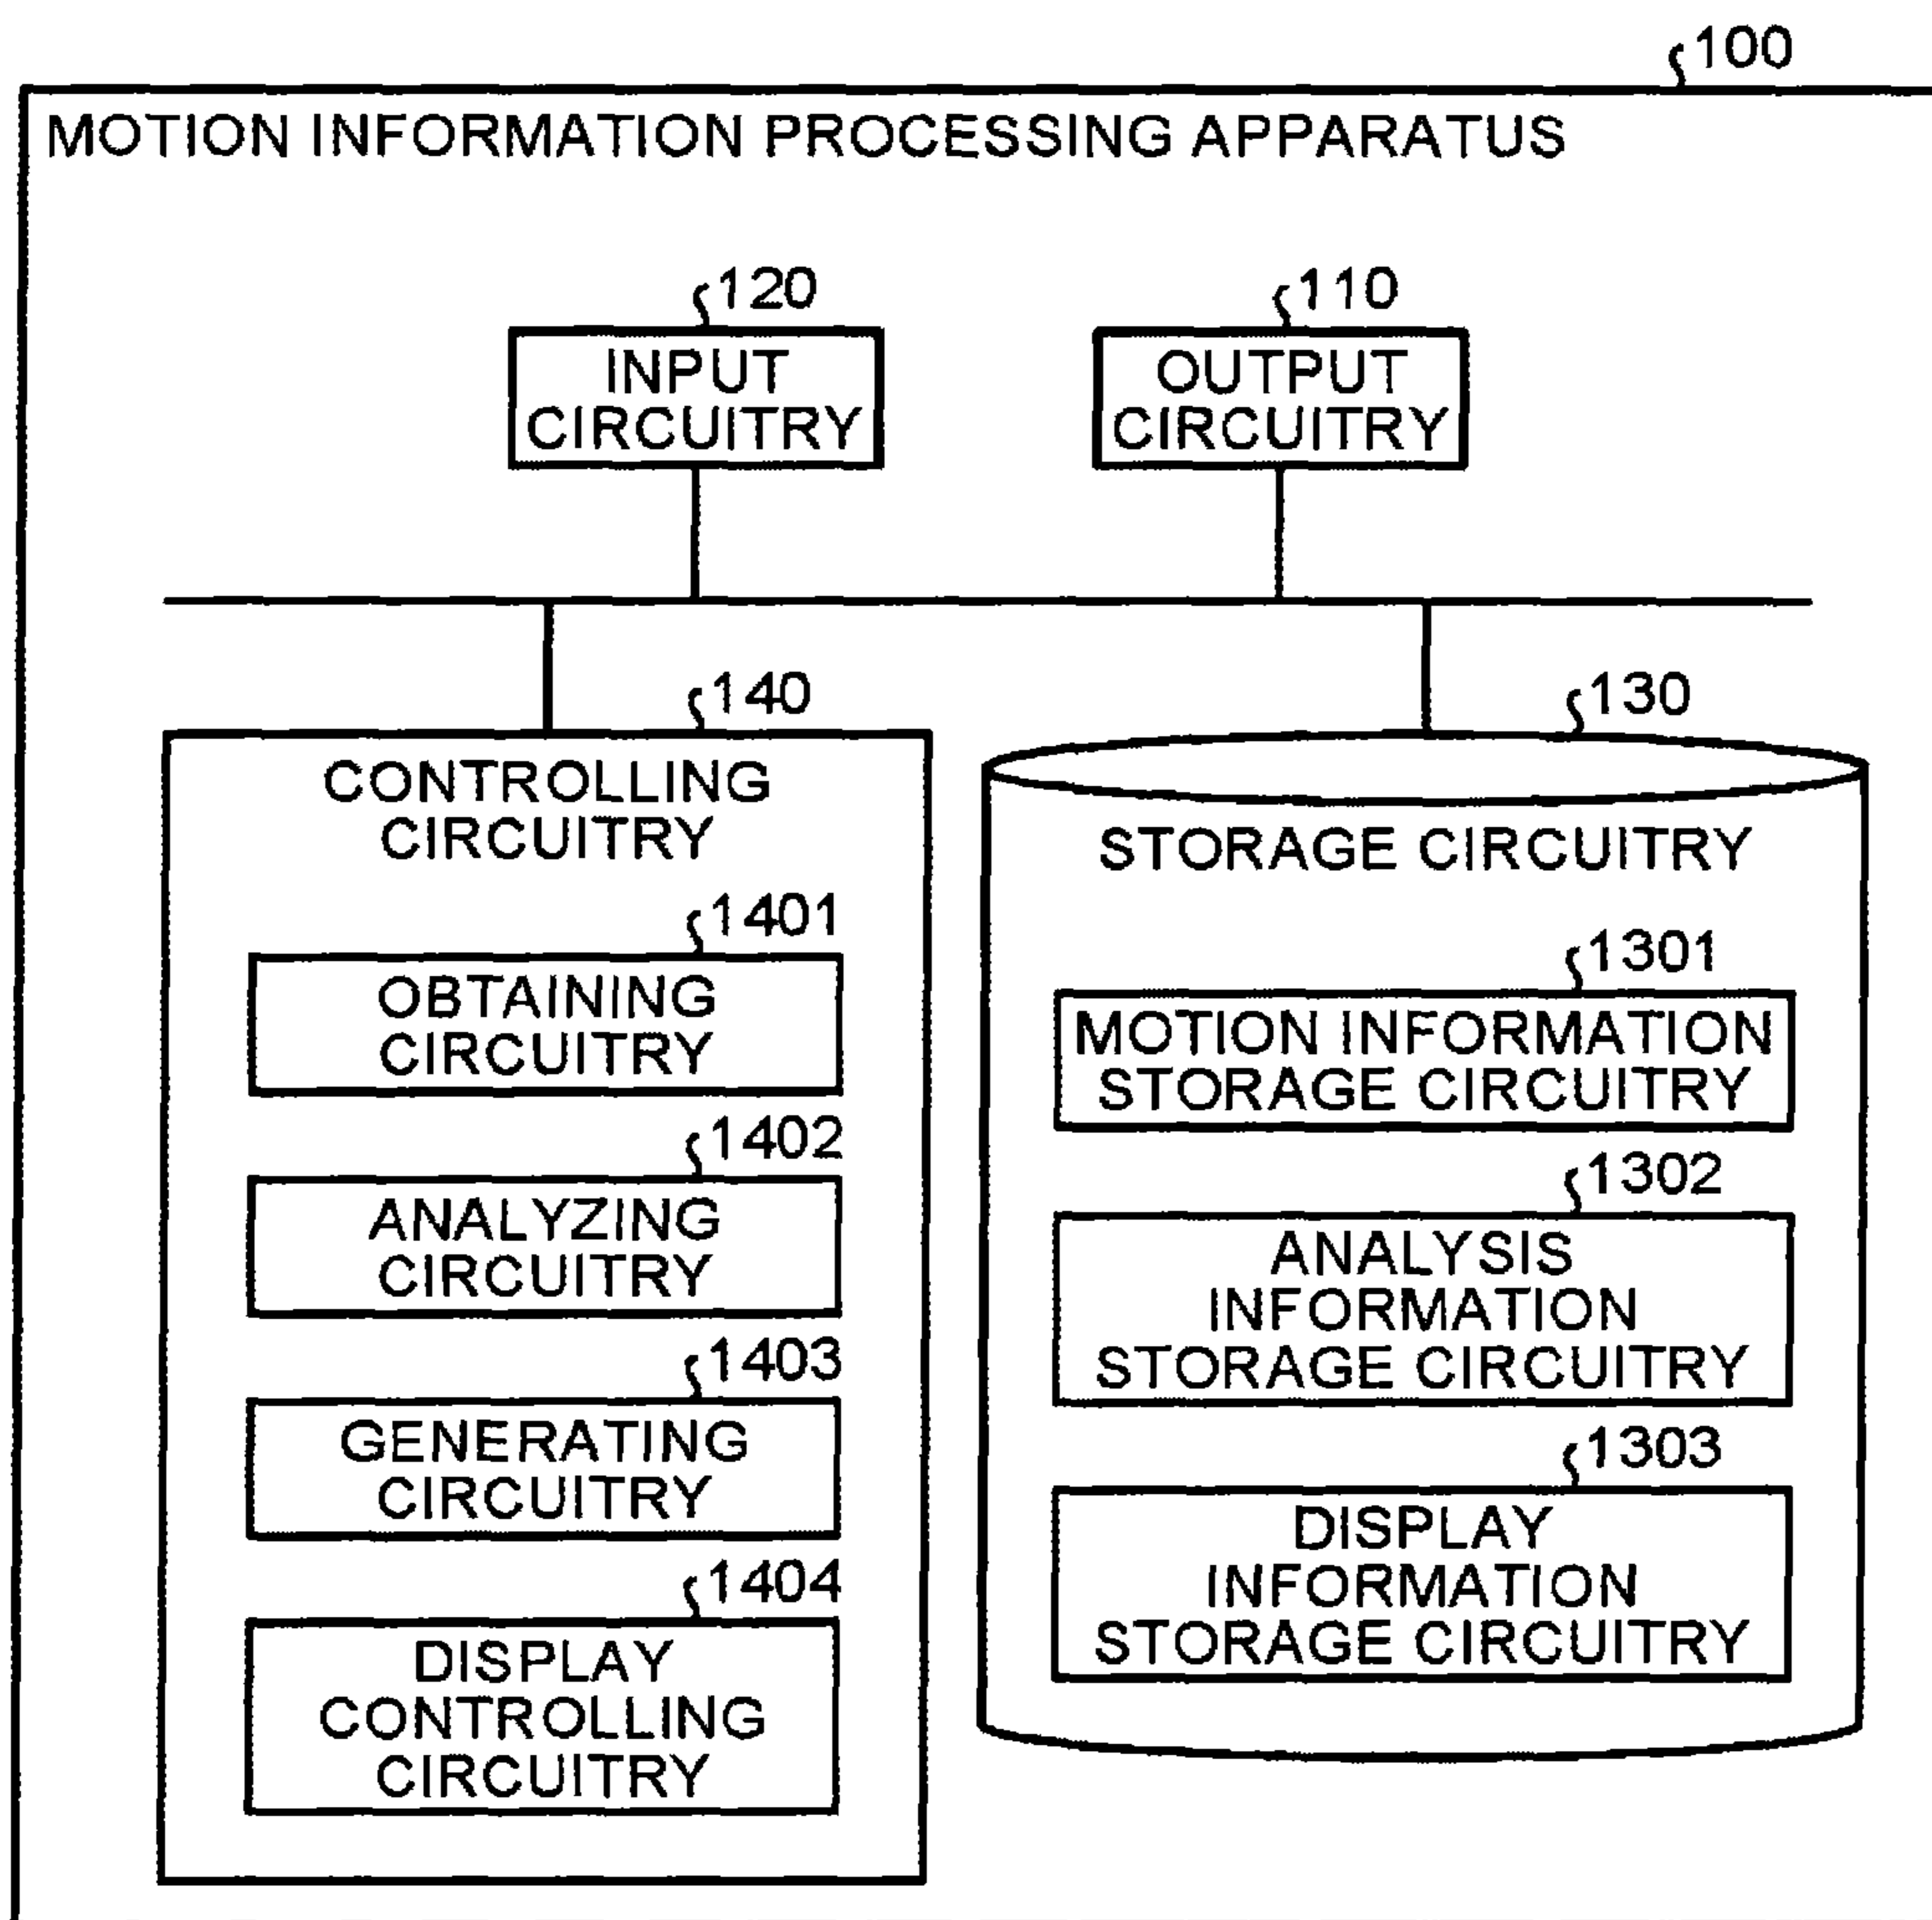 100
MOTION INFORMATION PROCESSING APPARATUS
120
INPUT
CIRCUITRY
110
OUTPUT
CIRCUITRY
140
CONTROLLING
CIRCUITRY
1401
OBTAINING
CIRCUITRY
1402
ANALYZING
CIRCUITRY
1403
GENERATING
CIRCUITRY
1404
DISPLAY
CONTROLLING
CIRCUITRY
130
STORAGE CIRCUITRY
1301
MOTION INFORMATION
STORAGE CIRCUITRY
1302
ANALYSIS
INFORMATION
STORAGE CIRCUITRY
1303
DISPLAY
INFORMATION
STORAGE CIRCUITRY